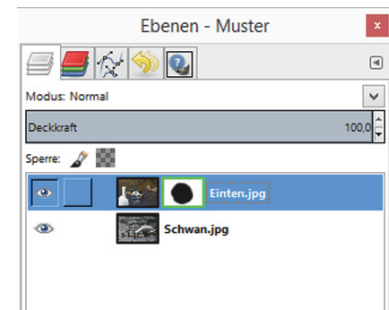 Ebenen - Muster
x
Modus: Normal
Deckkraft 100,0
Sperre:
Einten.jpg
Schwan.jpg